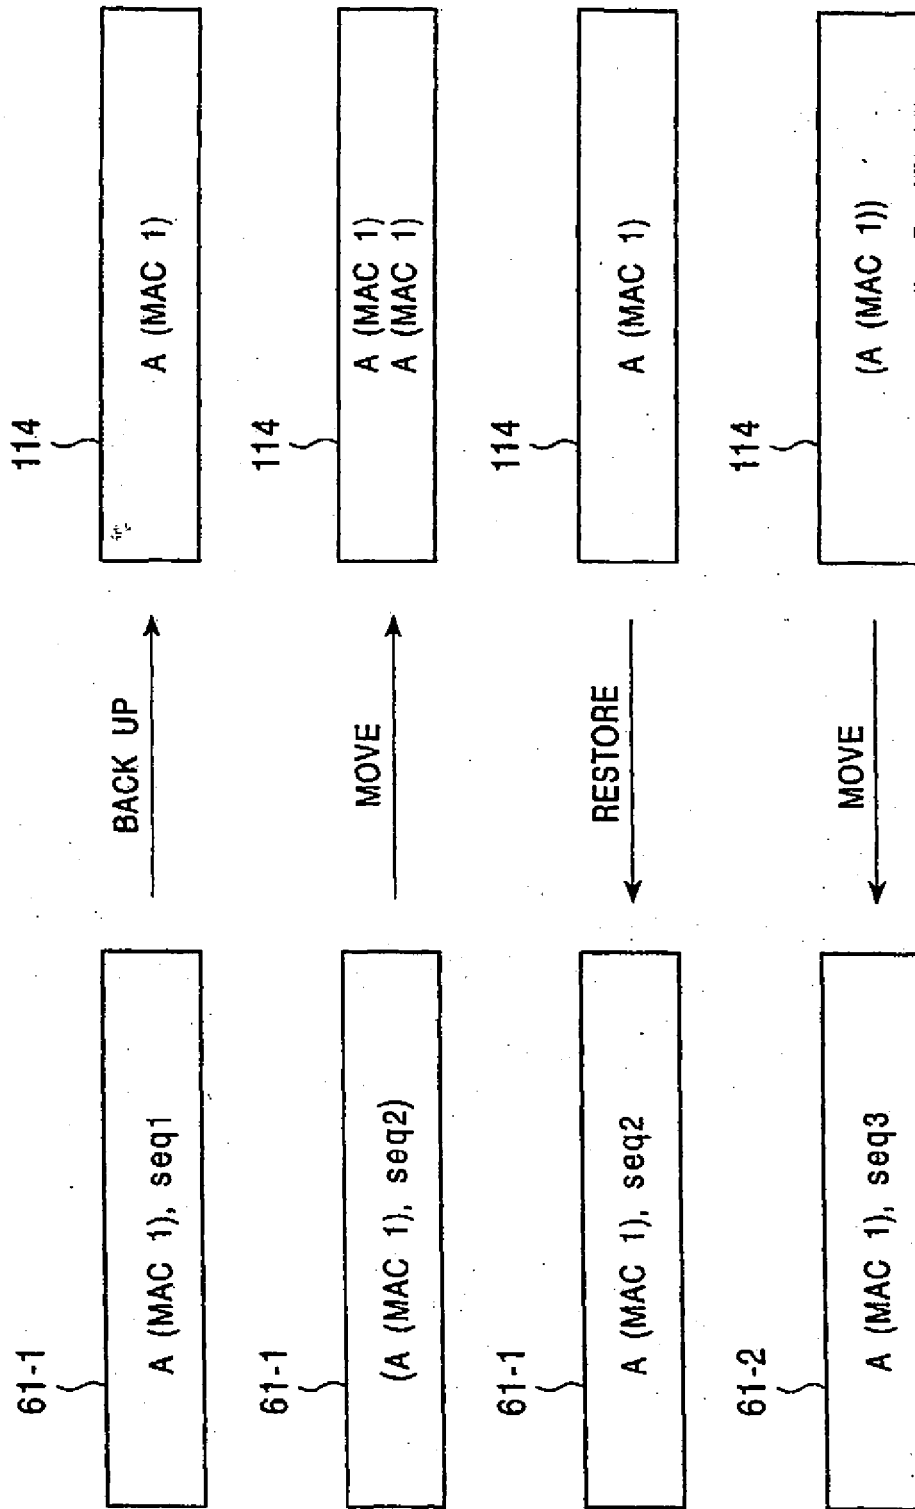 61-1
A (MAC 1), seq1
BACK UP
114
A (MAC 1)
61-1
(A (MAC 1), seq2)
MOVE
114
A (MAC 1)
A (MAC 1)
61-1
A (MAC 1), seq2
RESTORE
114
A (MAC 1)
61-2
A (MAC 1), seq3
MOVE
114
(A (MAC 1))